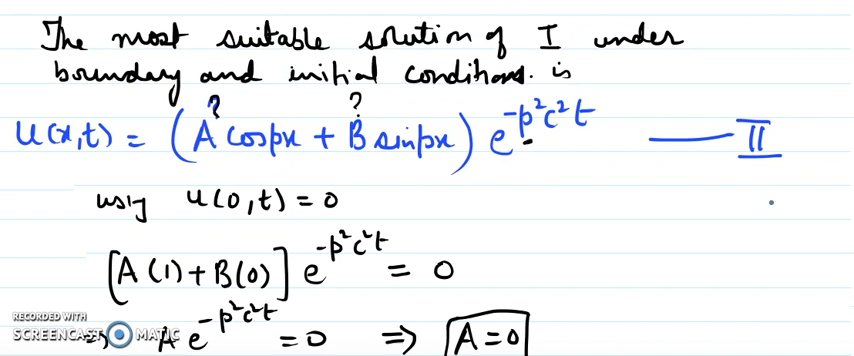 The most suitable solution of I under
boundary and initial conditions is
? ?
u(x,t) = (A cospx + B sinpx) e^{-p²c²t} —— II
using u(0,t) = 0
[A(1) + B(0)] e^{-p²c²t} = 0
⇒ A e^{-p²c²t} = 0 ⇒ A = 0
RECORDED WITH
SCREENCAST MATIC